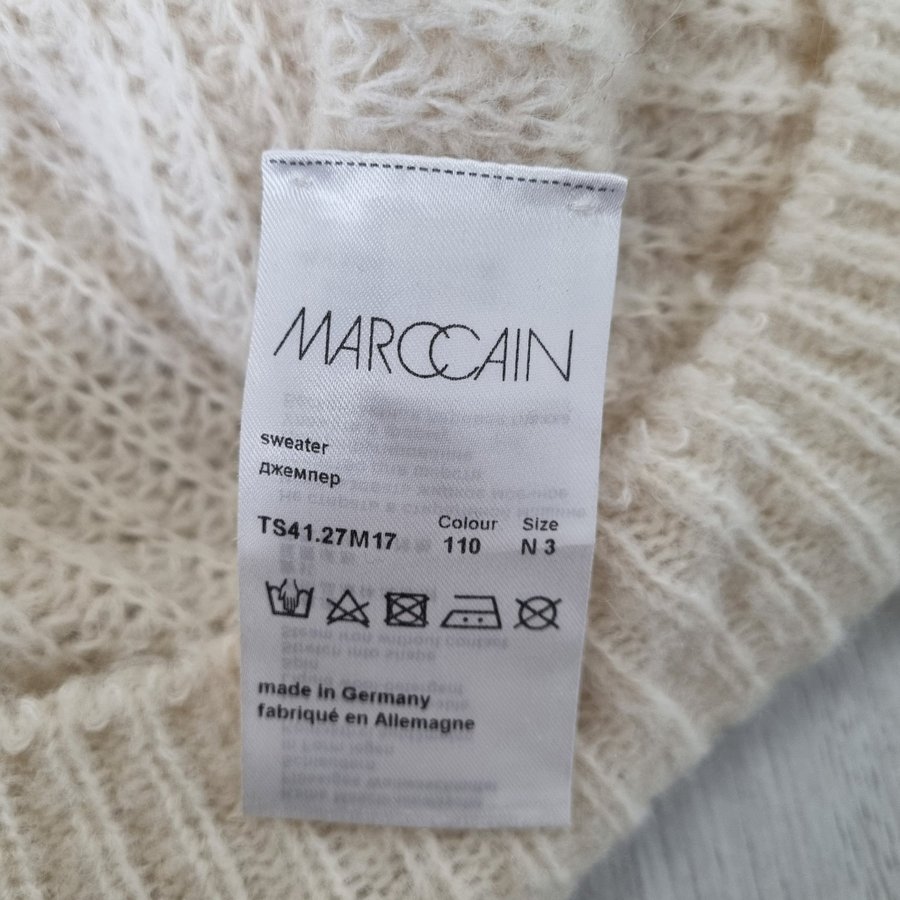 MARCCAIN
sweater
джемпер
TS41.27M17
Colour Size
110 N 3
made in Germany
fabriqué en Allemagne